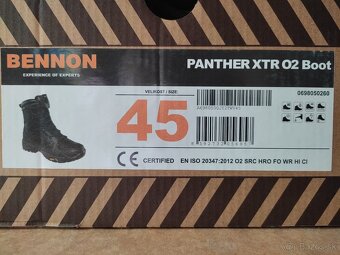 BENNON
EXPERIENCE OF EXPERTS
PANTHER XTR O2 Boot
VELIKOST / SIZE
45
0698050260
CE CERTIFIED EN ISO 20347:2012 O2 SRC HRO FO WR HI CI